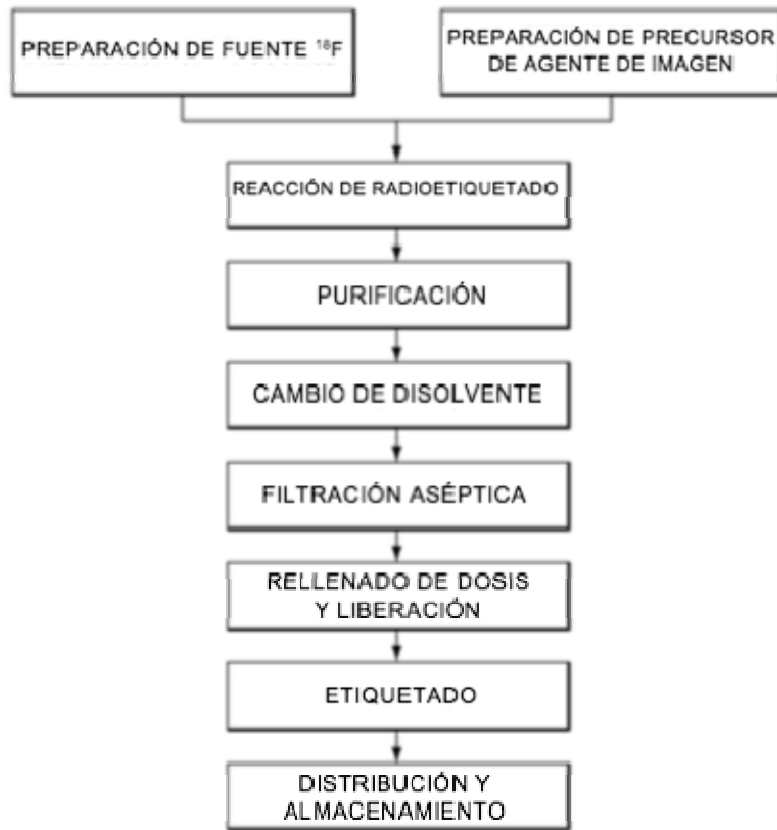 PREPARACIÓN DE FUENTE ¹⁸F
PREPARACIÓN DE PRECURSOR
DE AGENTE DE IMAGEN
REACCIÓN DE RADIOETIQUETADO
PURIFICACIÓN
CAMBIO DE DISOLVENTE
FILTRACIÓN ASÉPTICA
RELLENADO DE DOSIS
Y LIBERACIÓN
ETIQUETADO
DISTRIBUCIÓN Y
ALMACENAMIENTO